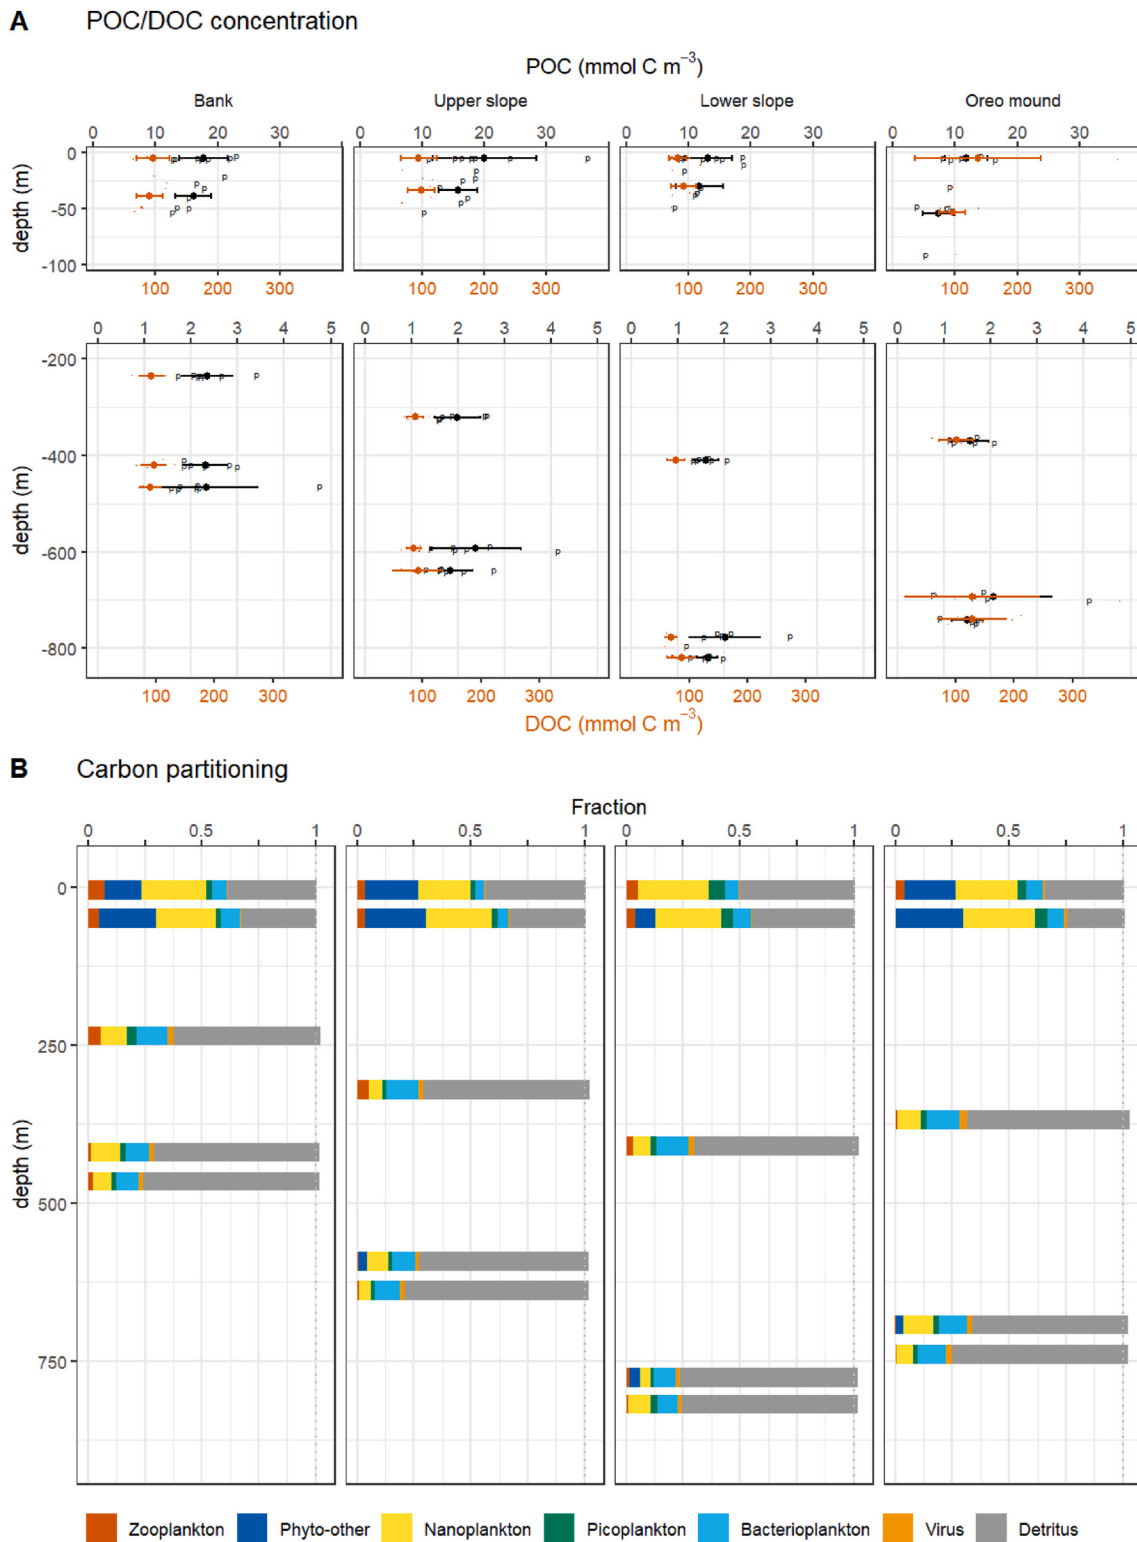 A POC/DOC concentration
POC (mmol C m⁻³)
Bank Upper slope Lower slope Oreo mound
0 10 20 30 0 10 20 30 0 10 20 30 0 10 20 30
depth (m)
0
-50
-100
100 200 300 100 200 300 100 200 300 100 200 300
0 1 2 3 4 5 0 1 2 3 4 5 0 1 2 3 4 5 0 1 2 3 4 5
depth (m)
-200
-400
-600
-800
100 200 300 100 200 300 100 200 300 100 200 300
DOC (mmol C m⁻³)
B Carbon partitioning
Fraction
0 0.5 1 0 0.5 1 0 0.5 1 0 0.5 1
depth (m)
0
250
500
750
Zooplankton Phyto-other Nanoplankton Picoplankton Bacterioplankton Virus Detritus